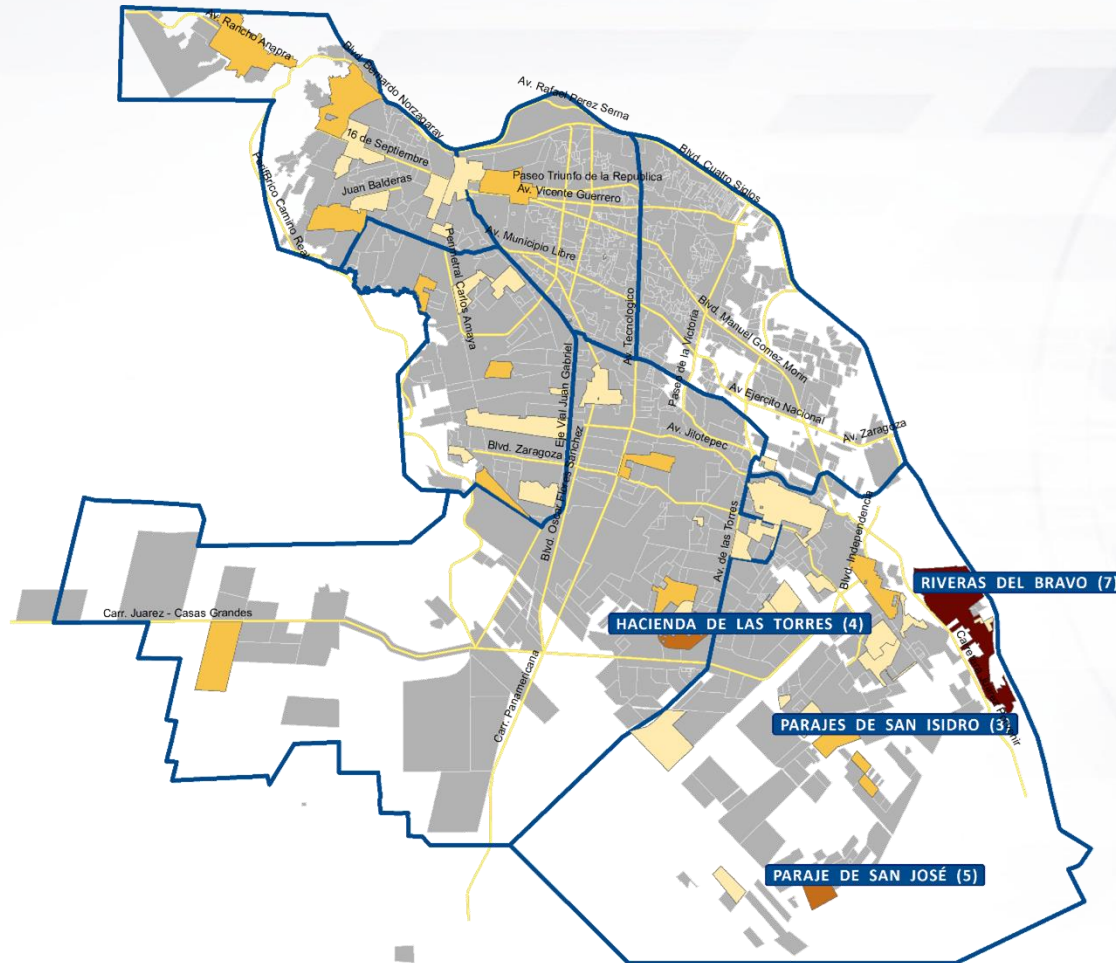 Av. Rancho Anapra
Blvd. Bernardo Norzagaray
Av. Rafael Perez Serna
16 de Septiembre
Blvd. Cuatro Siglos
Juan Balderas
Paseo Triunfo de la Republica
Av. Vicente Guerrero
Camino Real
Av. Municipio Libre
Perimetral Carlos Amaya
Av. Tecnologico
Blvd. Manuel Gomez Morin
Paseo de la Victoria
Eje Vial Juan Gabriel
Av Ejercito Nacional
Av. Zaragoza
Av. Jilotepec
Blvd. Zaragoza
Blvd. Oscar Flores Sanchez
Av. de las Torres
Blvd. Independencia
RIVERAS DEL BRAVO (7)
Carr. Juarez - Casas Grandes
HACIENDA DE LAS TORRES (4)
Carr. Panamericana
PARAJES DE SAN ISIDRO (3)
PARAJE DE SAN JOSÉ (5)